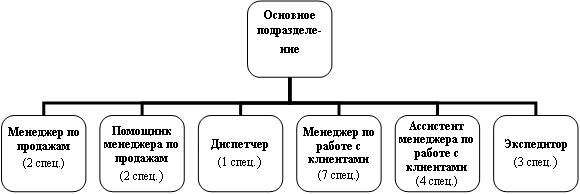 Основное
подразделе-
ние
Менеджер по
продажам
(2 спец.)
Помощник
менеджера по
продажам
(2 спец.)
Диспетчер
(1 спец.)
Менеджер по
работе с
клиентами
(7 спец.)
Ассистент
менеджера по
работе с
клиентами
(4 спец.)
Экспедитор
(3 спец.)